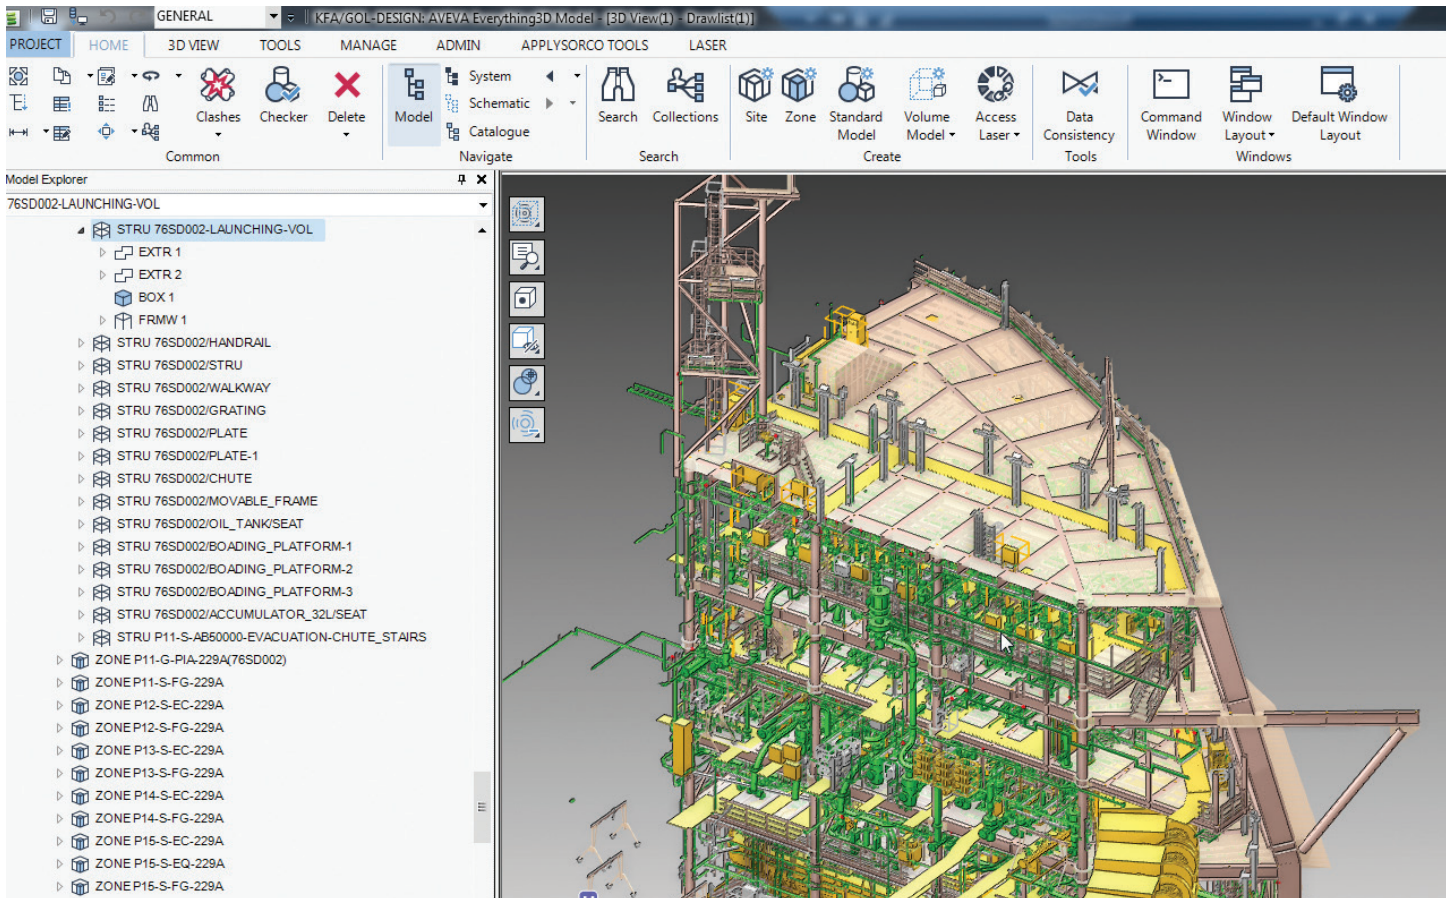 GENERAL
KFA/GOL-DESIGN: AVEVA Everything3D Model - [3D View(1) - Drawlist(1)]
PROJECT HOME 3D VIEW TOOLS MANAGE ADMIN APPLYSORCO TOOLS LASER
Clashes Checker Delete
Common
Model System
Schematic
Catalogue
Navigate
Search Collections
Search
Site Zone Standard Model Volume Model Access Laser
Create
Data Consistency
Tools
Command Window Window Layout Default Window Layout
Windows
Model Explorer
76SD002-LAUNCHING-VOL
STRU 76SD002-LAUNCHING-VOL
EXTR 1
EXTR 2
BOX 1
FRMW 1
STRU 76SD002/HANDRAIL
STRU 76SD002/STRU
STRU 76SD002/WALKWAY
STRU 76SD002/GRATING
STRU 76SD002/PLATE
STRU 76SD002/PLATE-1
STRU 76SD002/CHUTE
STRU 76SD002/MOVABLE_FRAME
STRU 76SD002/OIL_TANK/SEAT
STRU 76SD002/BOADING_PLATFORM-1
STRU 76SD002/BOADING_PLATFORM-2
STRU 76SD002/BOADING_PLATFORM-3
STRU 76SD002/ACCUMULATOR_32L/SEAT
STRU P11-S-AB50000-EVACUATION-CHUTE_STAIRS
ZONE P11-G-PIA-229A(76SD002)
ZONE P11-S-FG-229A
ZONE P12-S-EC-229A
ZONE P12-S-FG-229A
ZONE P13-S-EC-229A
ZONE P13-S-FG-229A
ZONE P14-S-EC-229A
ZONE P14-S-FG-229A
ZONE P15-S-EC-229A
ZONE P15-S-EQ-229A
ZONE P15-S-FG-229A